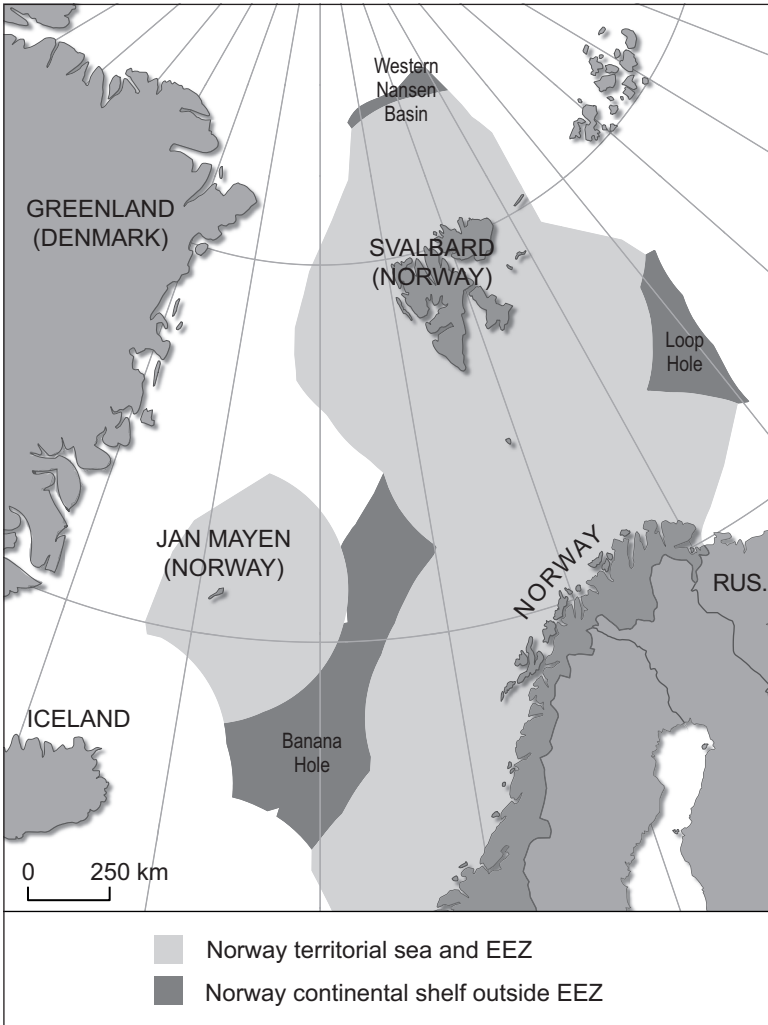 Western
Nansen
Basin
GREENLAND
(DENMARK)
SVALBARD
(NORWAY)
Loop
Hole
JAN MAYEN
(NORWAY)
NORWAY
RUS.
ICELAND
Banana
Hole
0 250 km
Norway territorial sea and EEZ
Norway continental shelf outside EEZ